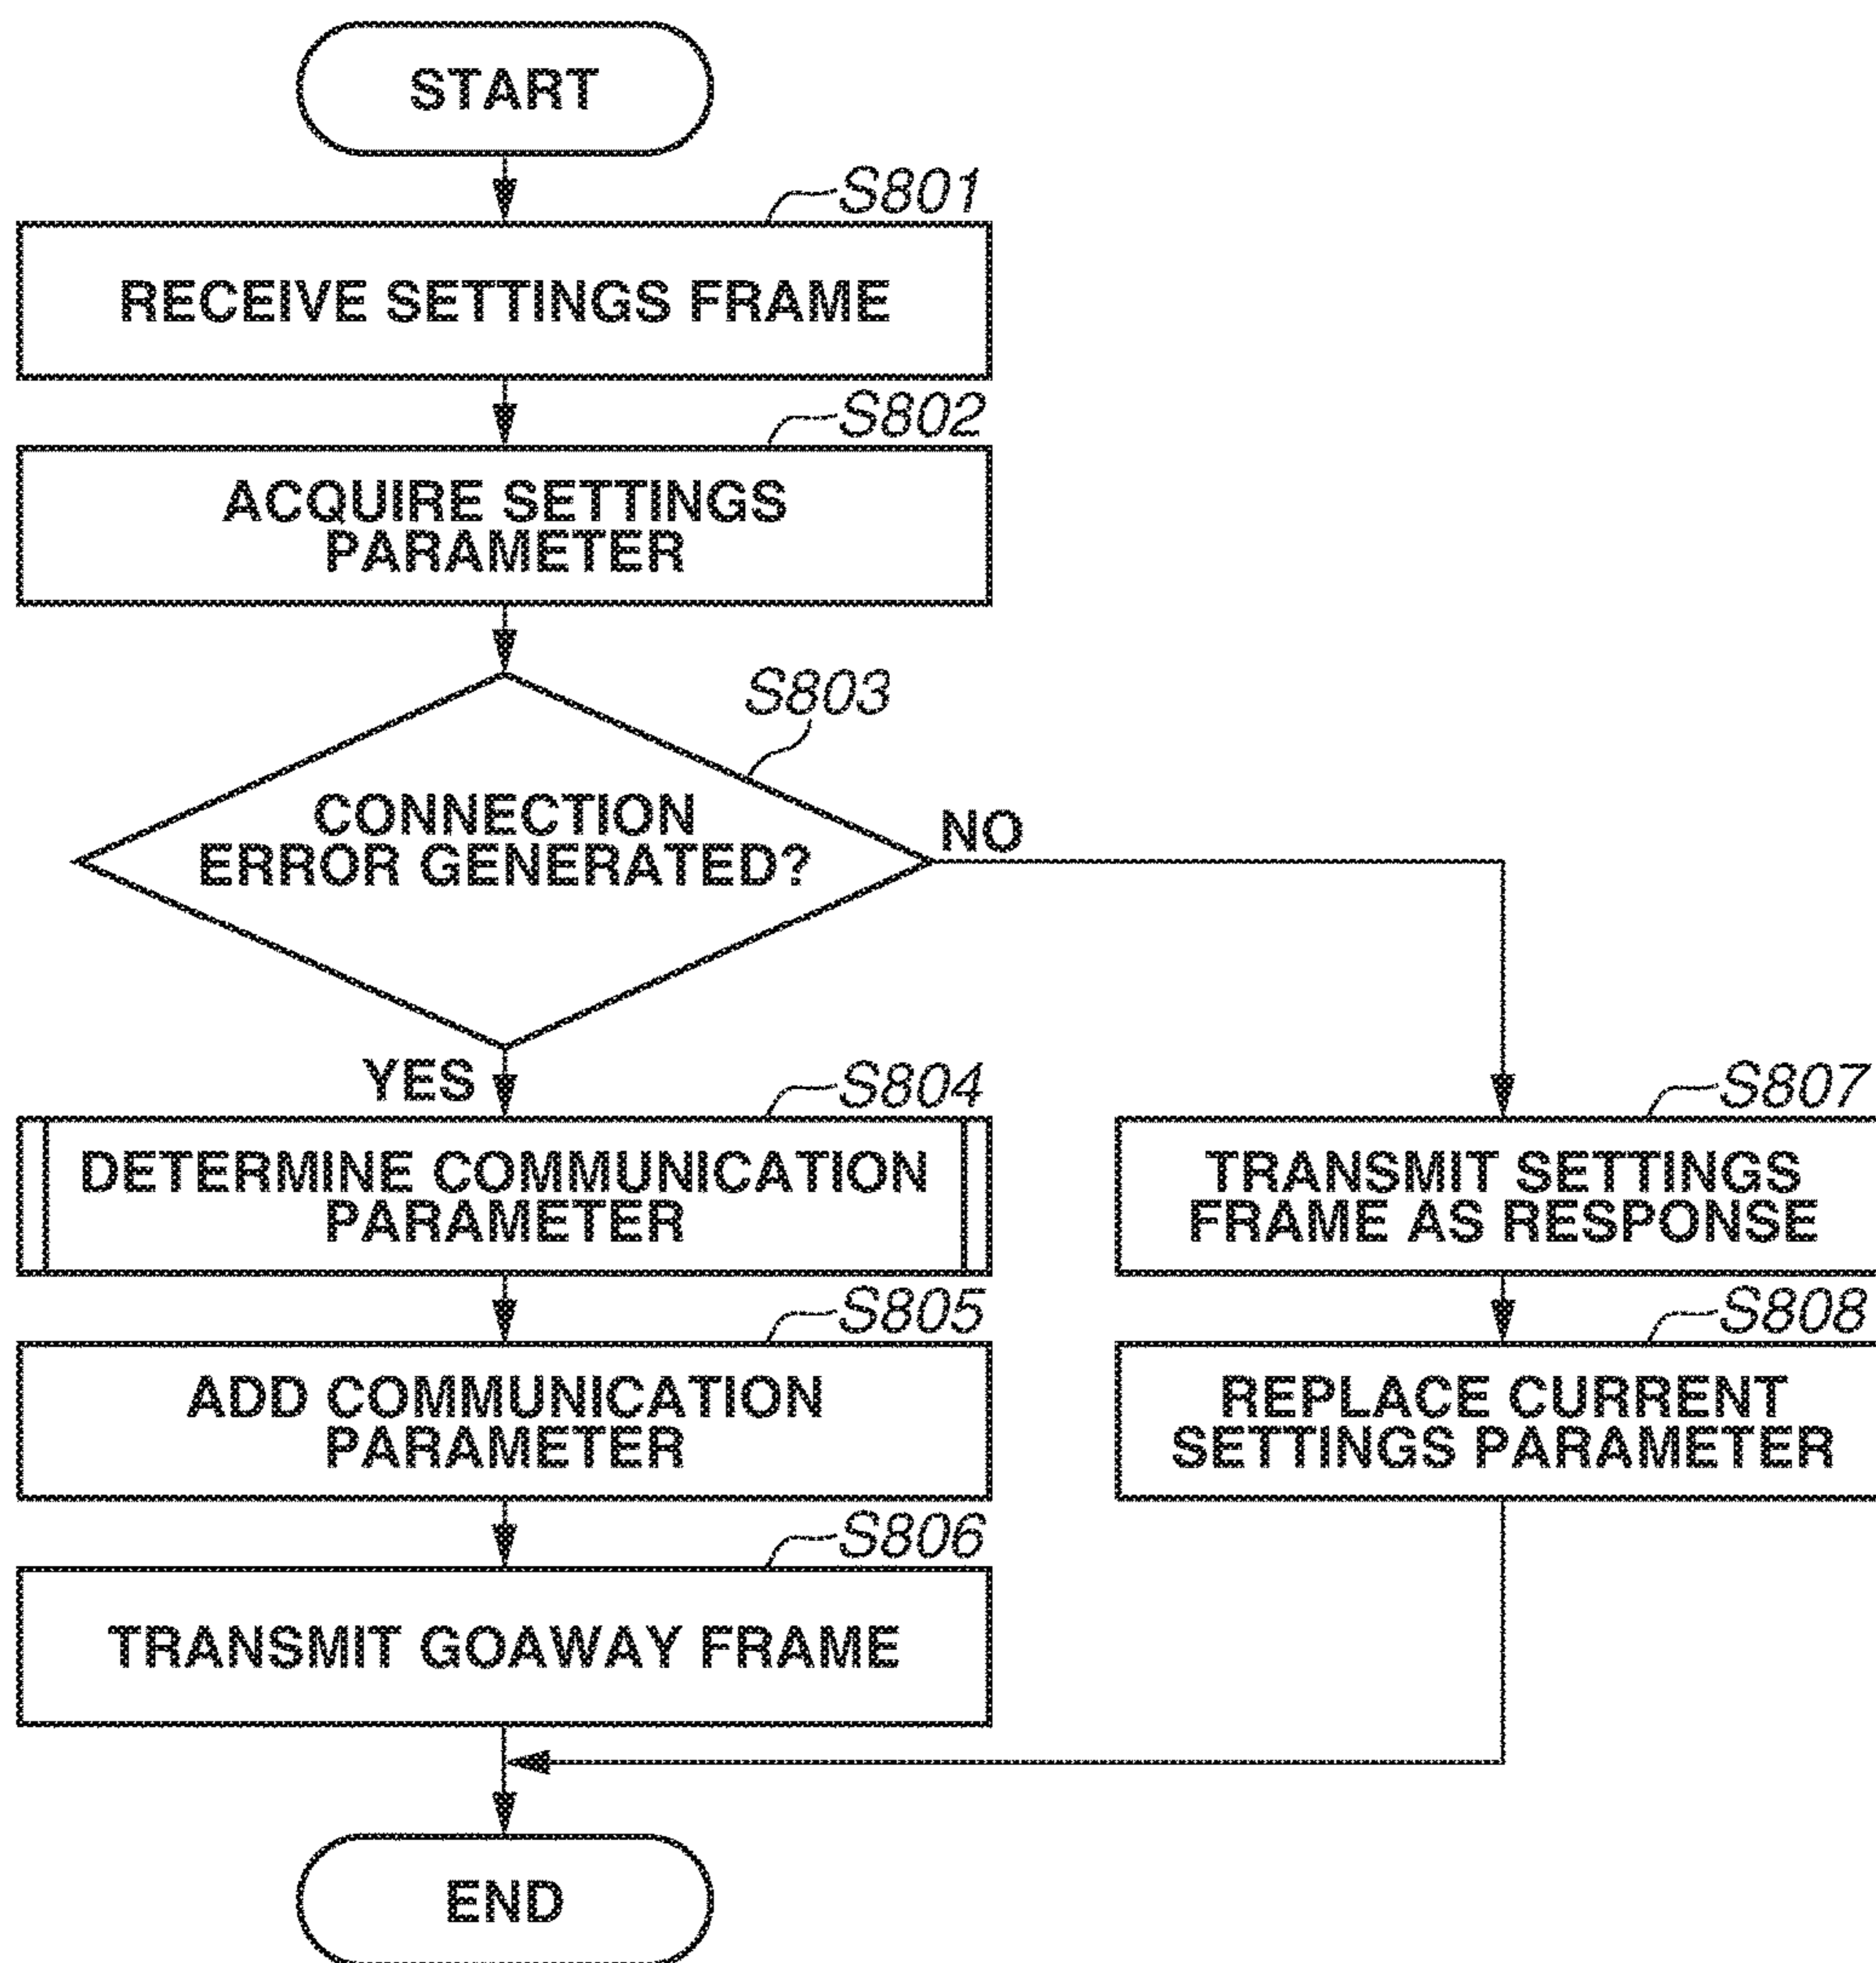 START
S801
RECEIVE SETTINGS FRAME
S802
ACQUIRE SETTINGS
PARAMETER
S803
CONNECTION
ERROR GENERATED?
NO
YES
S804
DETERMINE COMMUNICATION
PARAMETER
S807
TRANSMIT SETTINGS
FRAME AS RESPONSE
S805
ADD COMMUNICATION
PARAMETER
S808
REPLACE CURRENT
SETTINGS PARAMETER
S806
TRANSMIT GOAWAY FRAME
END